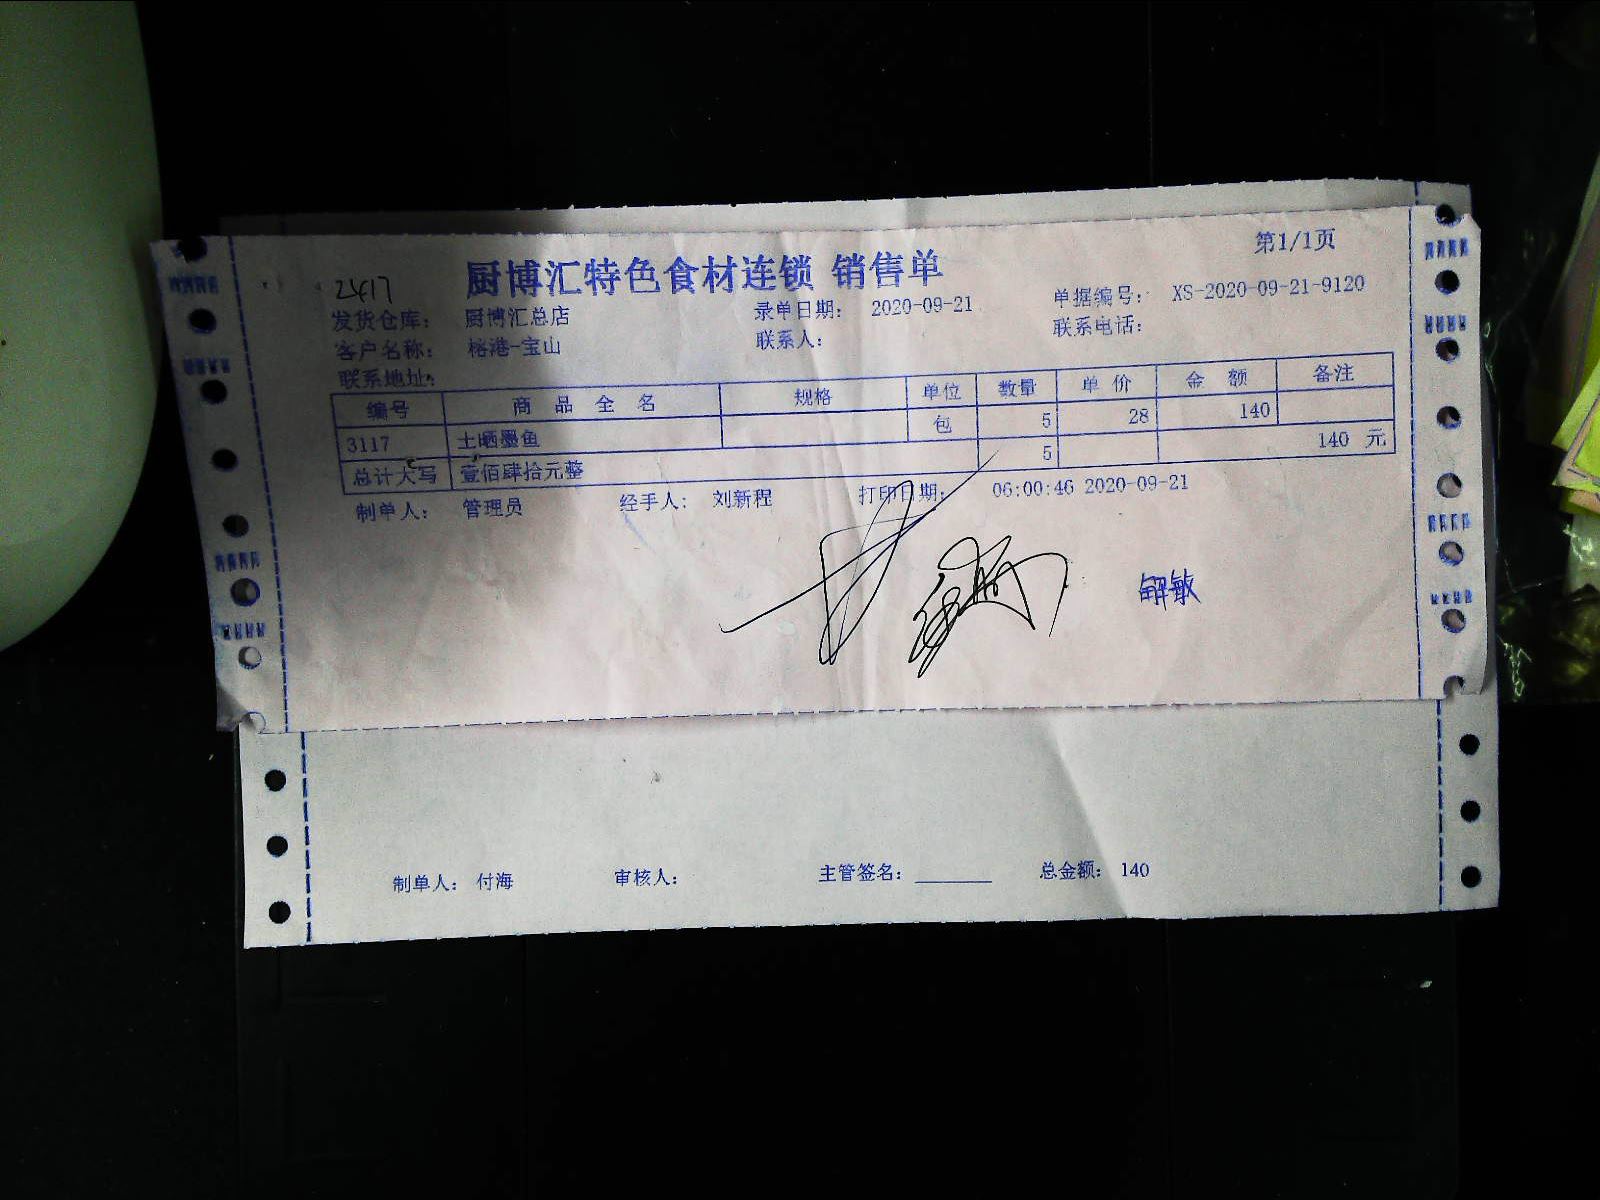 第1/1页
2417
厨博汇特色食材连锁 销售单
发货仓库： 厨博汇总店 录单日期： 2020-09-21 单据编号： XS-2020-09-21-9120
客户名称： 榕港-宝山 联系人： 联系电话：
联系地址：
编号 商品全名 规格 单位 数量 单价 金额 备注
3117 土晒墨鱼 包 5 28 140
总计大写 壹佰肆拾元整 5 140 元
制单人： 管理员 经手人： 刘新程 打印日期： 06:00:46 2020-09-21
解敏
制单人： 付海 审核人： 主管签名： ______ 总金额： 140